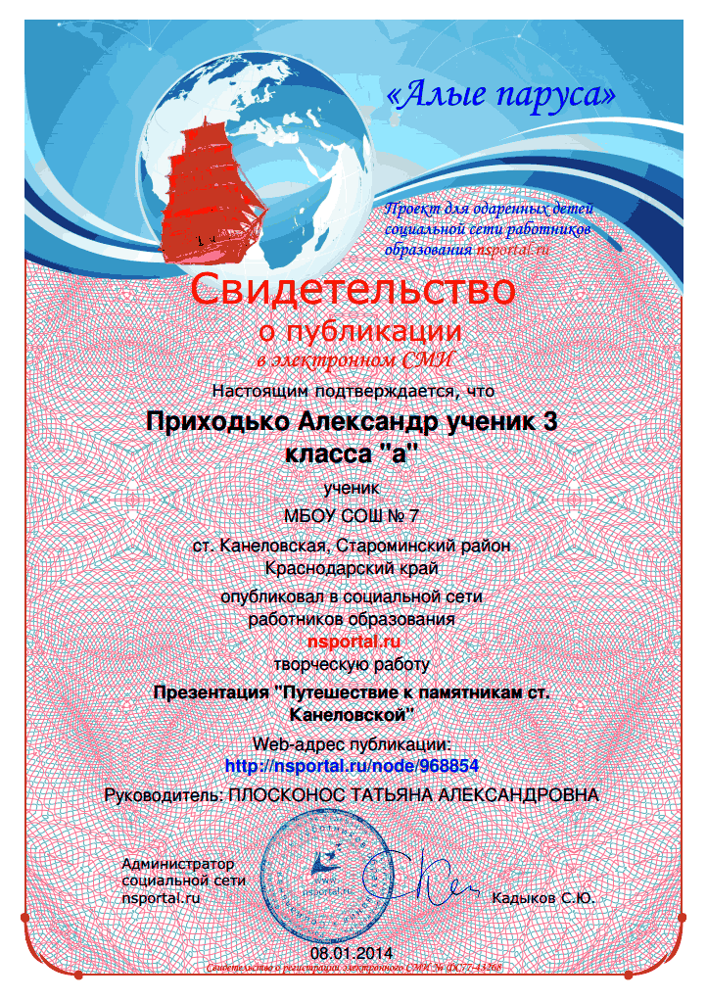 «Алые паруса»
Проект для одаренных детей
социальной сети работников
образования nsportal.ru
Свидетельство
о публикации
в электронном СМИ
Настоящим подтверждается, что
Приходько Александр ученик 3
класса "а"
ученик
МБОУ СОШ № 7
ст. Канеловская, Староминский район
Краснодарский край
опубликовал в социальной сети
работников образования
nsportal.ru
творческую работу
Презентация "Путешествие к памятникам ст.
Канеловской"
Web-адрес публикации:
http://nsportal.ru/node/968854
Руководитель: ПЛОСКОНОС ТАТЬЯНА АЛЕКСАНДРОВНА
Администратор
социальной сети
nsportal.ru
www.
nsportal.ru
Кадыков С.Ю.
08.01.2014
Свидетельство о регистрации электронного СМИ № ФС77-43268